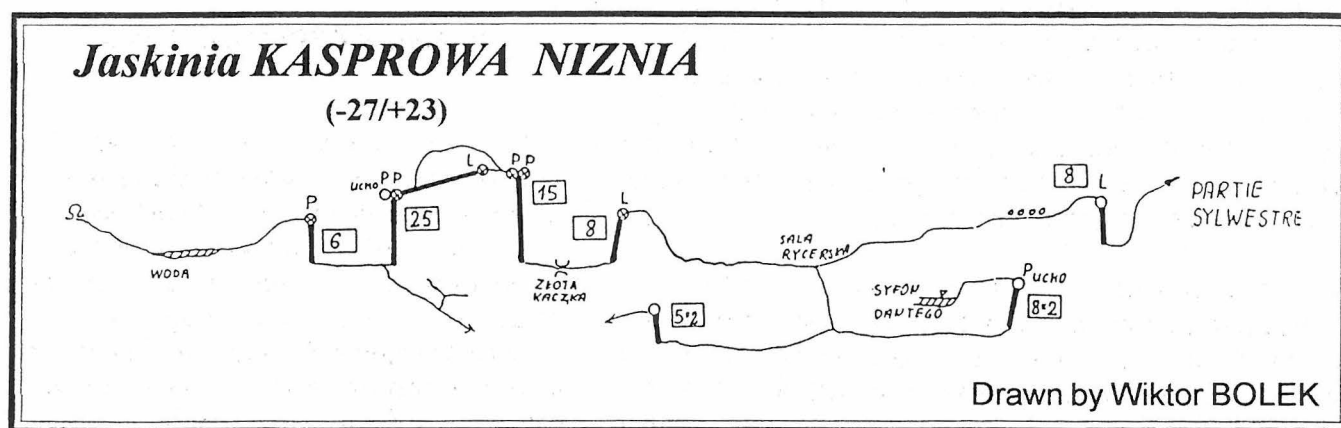 Jaskinia KASPROWA NIZNIA
(-27/+23)
Ω
WODA
P
6
UCHO P P
25
L
P P
15
ZŁOTA
KACZKA
8
L
SALA
RYCERSKA
5•2
SYFON
DANTEGO
P UCHO
8•2
8
L
PARTIE
SYLWESTRE
Drawn by Wiktor BOLEK